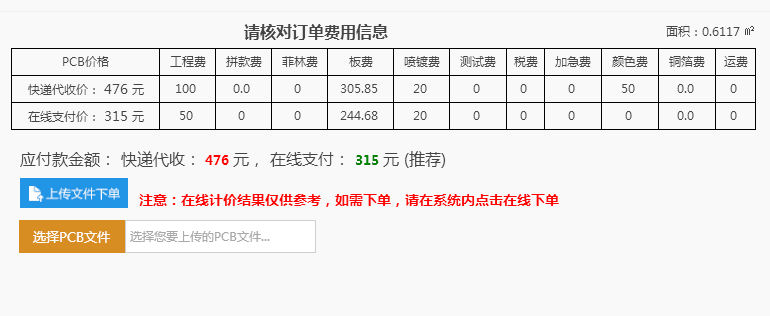 请核对订单费用信息
面积：0.6117 ㎡
PCB价格 工程费 拼款费 菲林费 板费 喷镀费 测试费 税费 加急费 颜色费 铜箔费 运费
快递代收价： 476 元 100 0.0 0 305.85 20 0 0 0 50 0.0 0
在线支付价： 315 元 50 0 0 244.68 20 0 0 0 0 0.0 0
应付款金额： 快递代收： 476 元， 在线支付： 315 元 (推荐)
上传文件下单
注意：在线计价结果仅供参考，如需下单，请在系统内点击在线下单
选择PCB文件 选择您要上传的PCB文件...